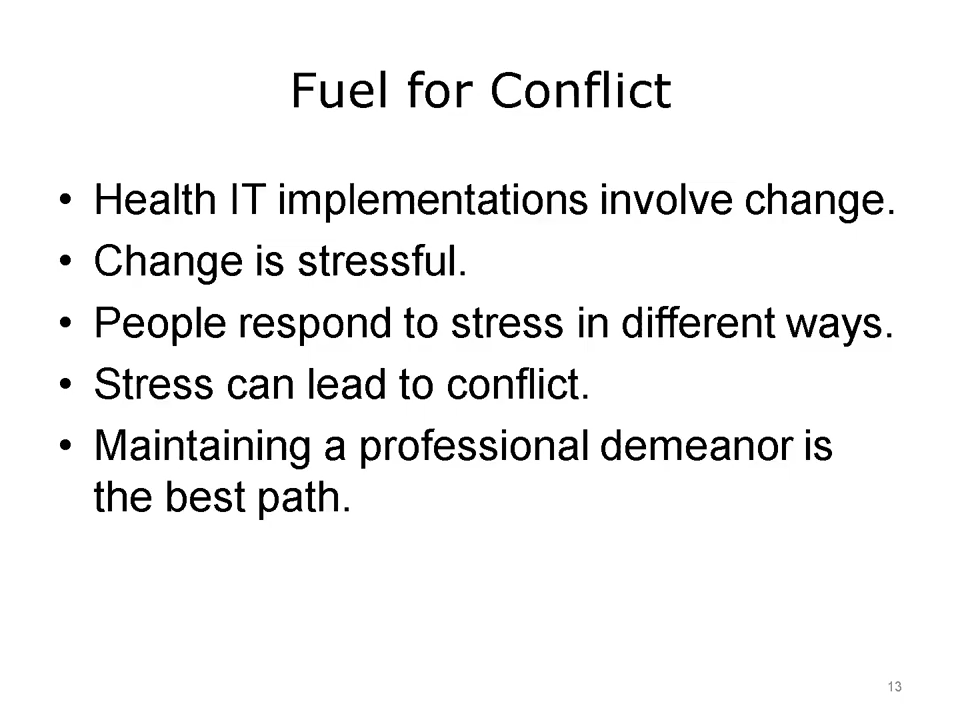 Fuel for Conflict
• Health IT implementations involve change.
• Change is stressful.
• People respond to stress in different ways.
• Stress can lead to conflict.
• Maintaining a professional demeanor is
the best path.
13